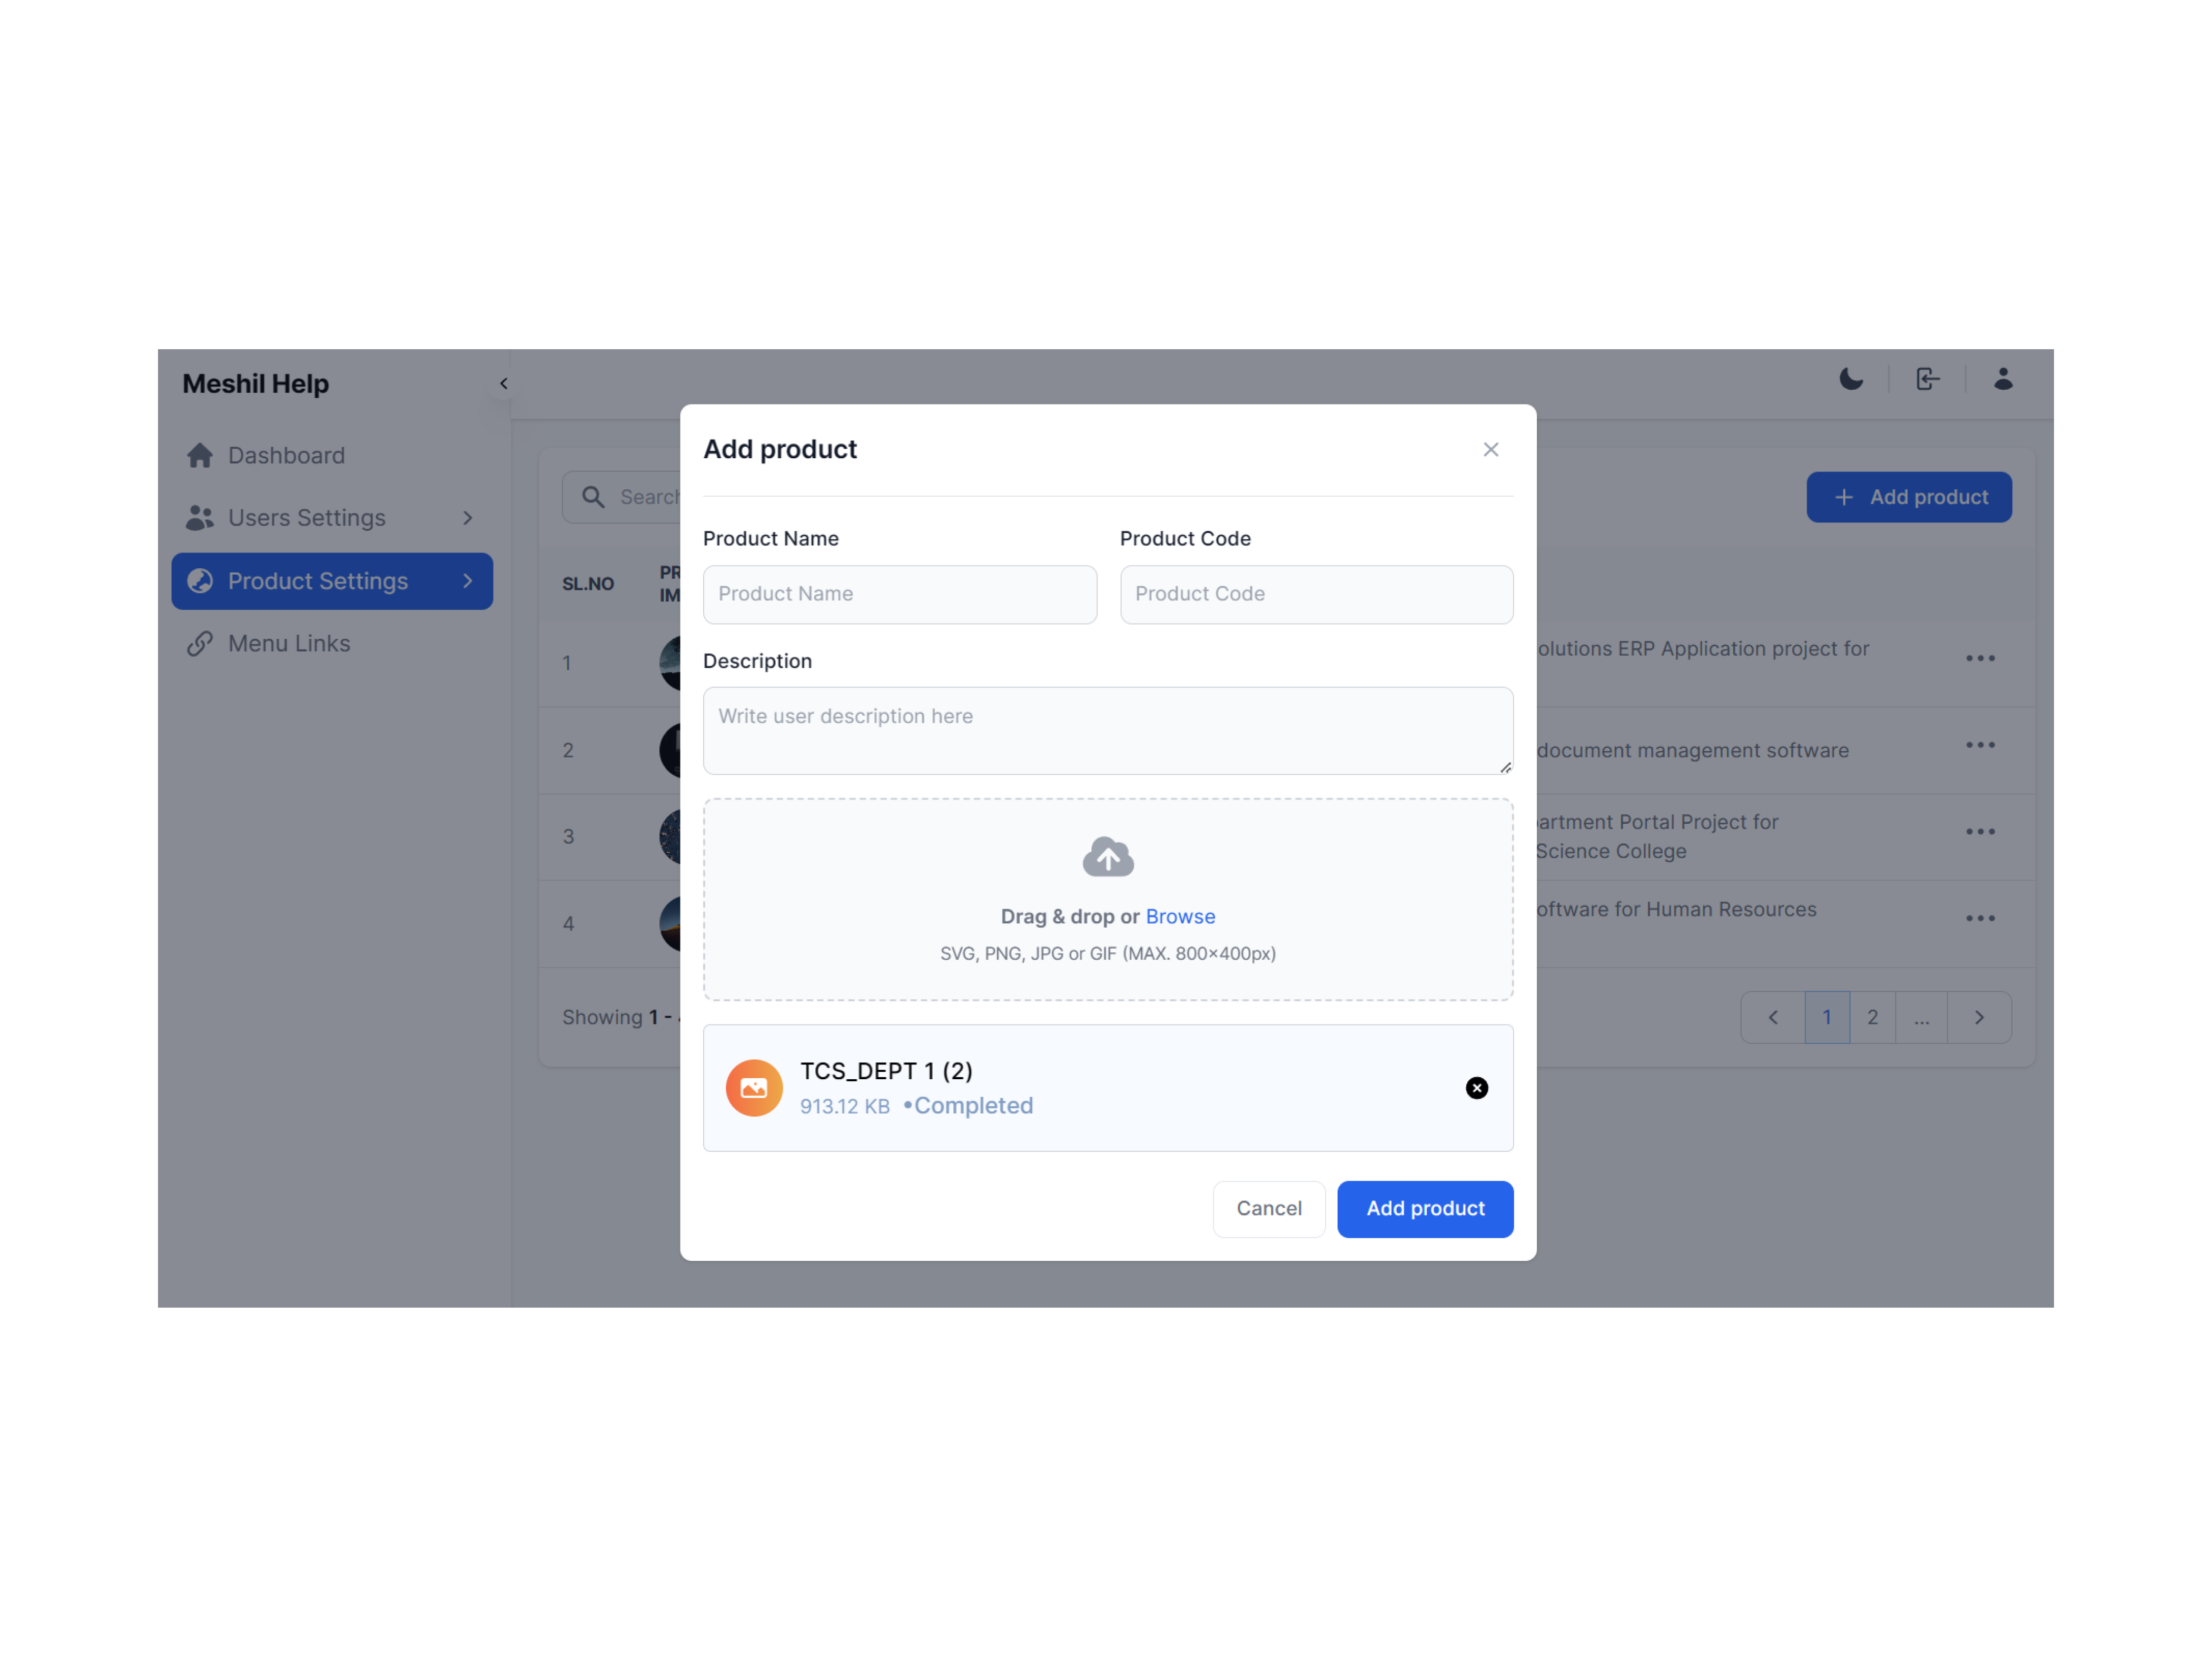 Meshil Help
Dashboard
Users Settings
Product Settings
Menu Links
Search
Add product
SL.NO
1
olutions ERP Application project for
2
document management software
3
artment Portal Project for
Science College
4
oftware for Human Resources
Showing 1 -
1 2 ...
Add product
Product Name
Product Code
Product Name
Product Code
Description
Write user description here
Drag & drop or Browse
SVG, PNG, JPG or GIF (MAX. 800×400px)
TCS_DEPT 1 (2)
913.12 KB •Completed
Cancel
Add product